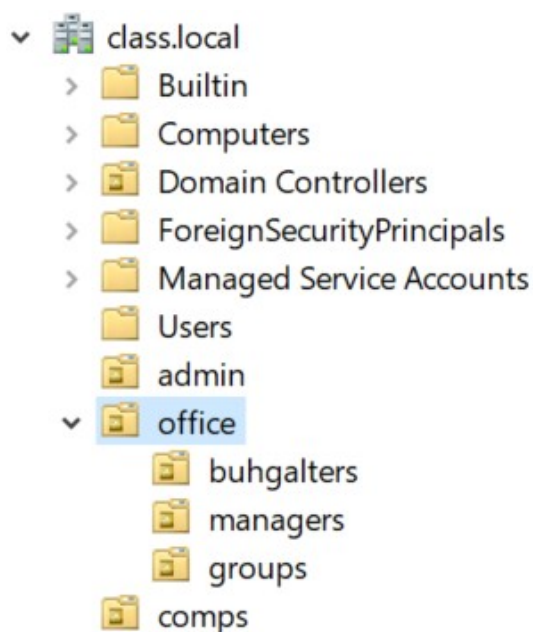 class.local
Builtin
Computers
Domain Controllers
ForeignSecurityPrincipals
Managed Service Accounts
Users
admin
office
buhgalters
managers
groups
comps